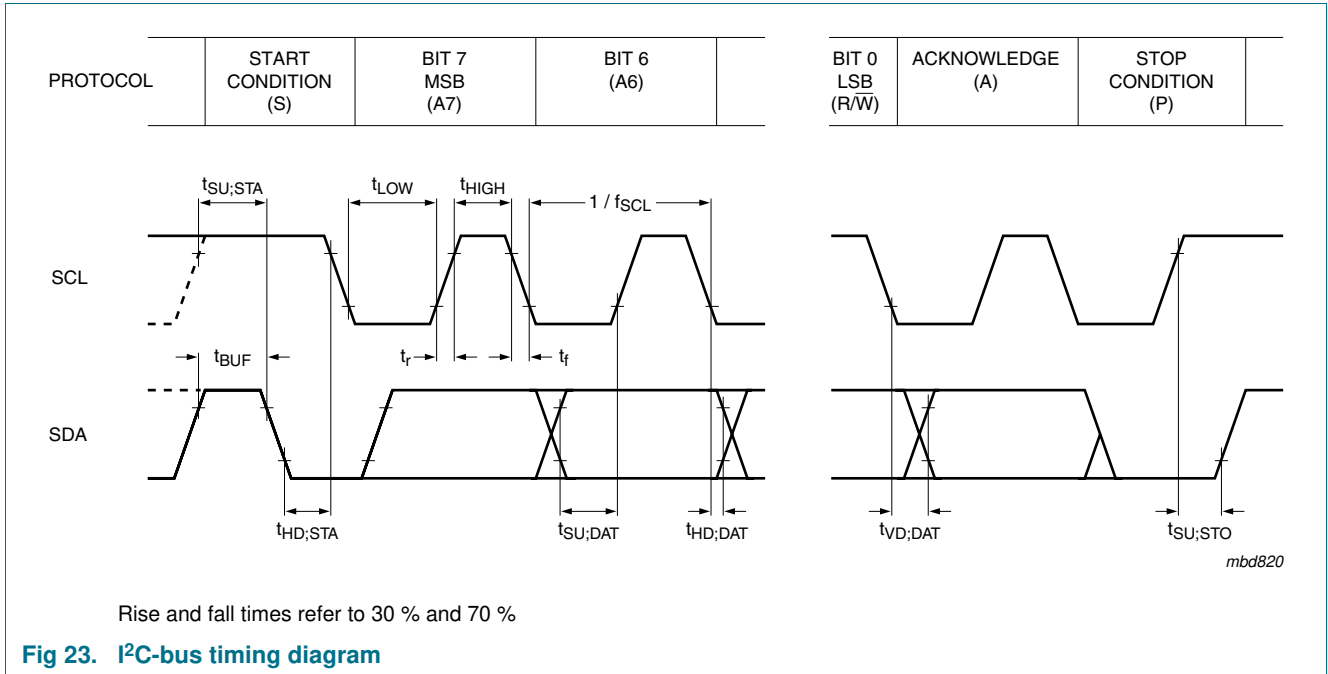 PROTOCOL
START
CONDITION
(S)
BIT 7
MSB
(A7)
BIT 6
(A6)
BIT 0
LSB
(R/W̅)
ACKNOWLEDGE
(A)
STOP
CONDITION
(P)
tSU;STA
tLOW
tHIGH
1 / fSCL
SCL
tBUF
tr
tf
SDA
tHD;STA
tSU;DAT
tHD;DAT
tVD;DAT
tSU;STO
mbd820
Rise and fall times refer to 30 % and 70 %
Fig 23. I²C-bus timing diagram